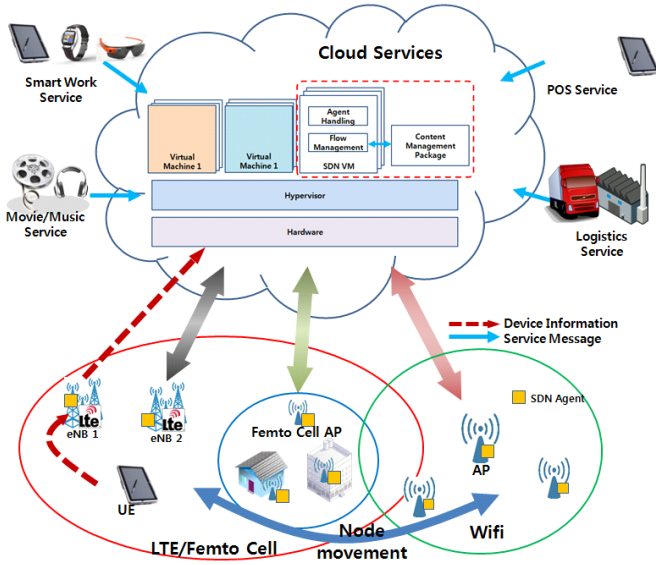 Cloud Services
Smart Work
Service
POS Service
Agent
Handling
Flow
Management
SDN VM
Content
Management
Package
Virtual
Machine 1
Virtual
Machine 1
Hypervisor
Hardware
Movie/Music
Service
Logistics
Service
Device Information
Service Message
SDN Agent
Lte
eNB 1
Lte
eNB 2
Femto Cell AP
AP
UE
LTE/Femto Cell
Node
movement
Wifi